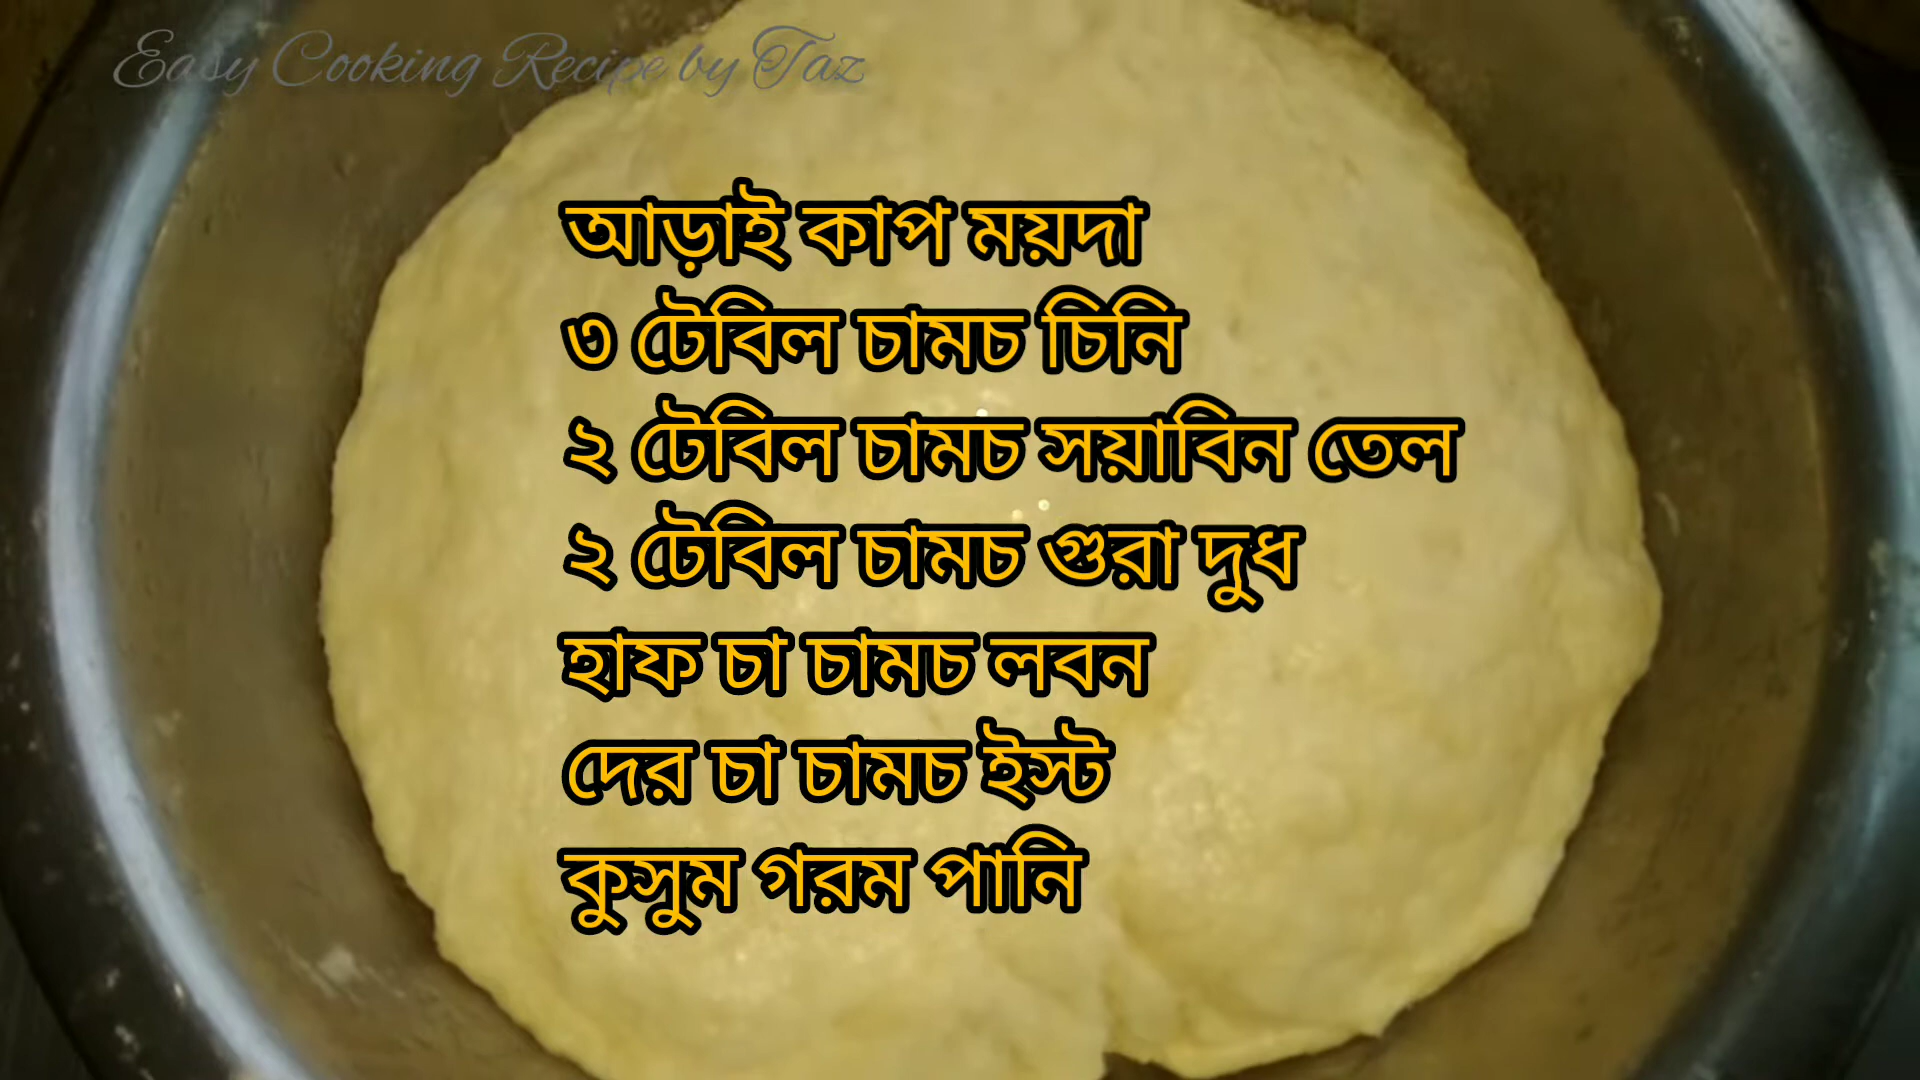 Easy Cooking Recipe by Taz
আড়াই কাপ ময়দা
৩ টেবিল চামচ চিনি
২ টেবিল চামচ সয়াবিন তেল
২ টেবিল চামচ গুরা দুধ
হাফ চা চামচ লবন
দের চা চামচ ইস্ট
কুসুম গরম পানি